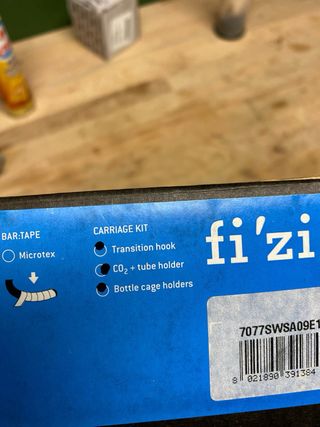 BAR:TAPE
Microtex
CARRIAGE KIT
Transition hook
CO₂ + tube holder
Bottle cage holders
fi'zi
7077SWSA09E1
8 021890 391384